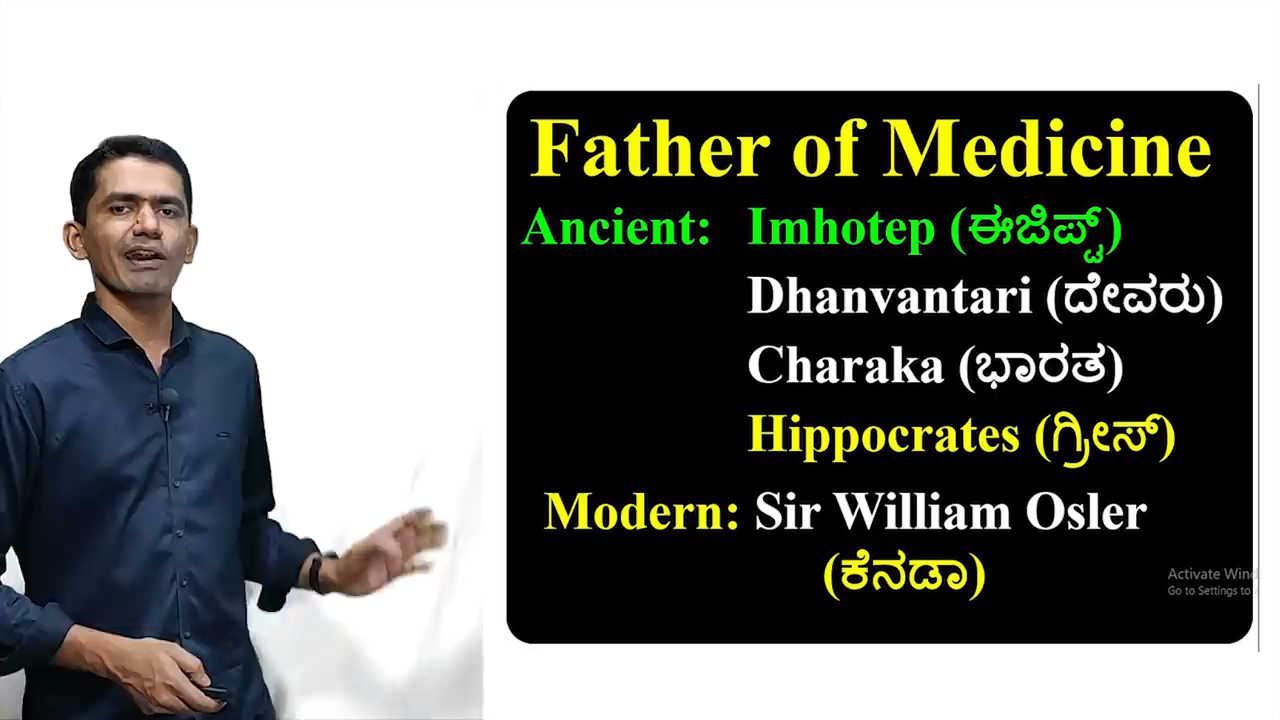 Father of Medicine
Ancient: Imhotep (ಈಜಿಪ್ಟ್)
Dhanvantari (ದೇವರು)
Charaka (ಭಾರತ)
Hippocrates (ಗ್ರೀಸ್)
Modern: Sir William Osler
(ಕೆನಡಾ)
Activate Wind
Go to Settings to